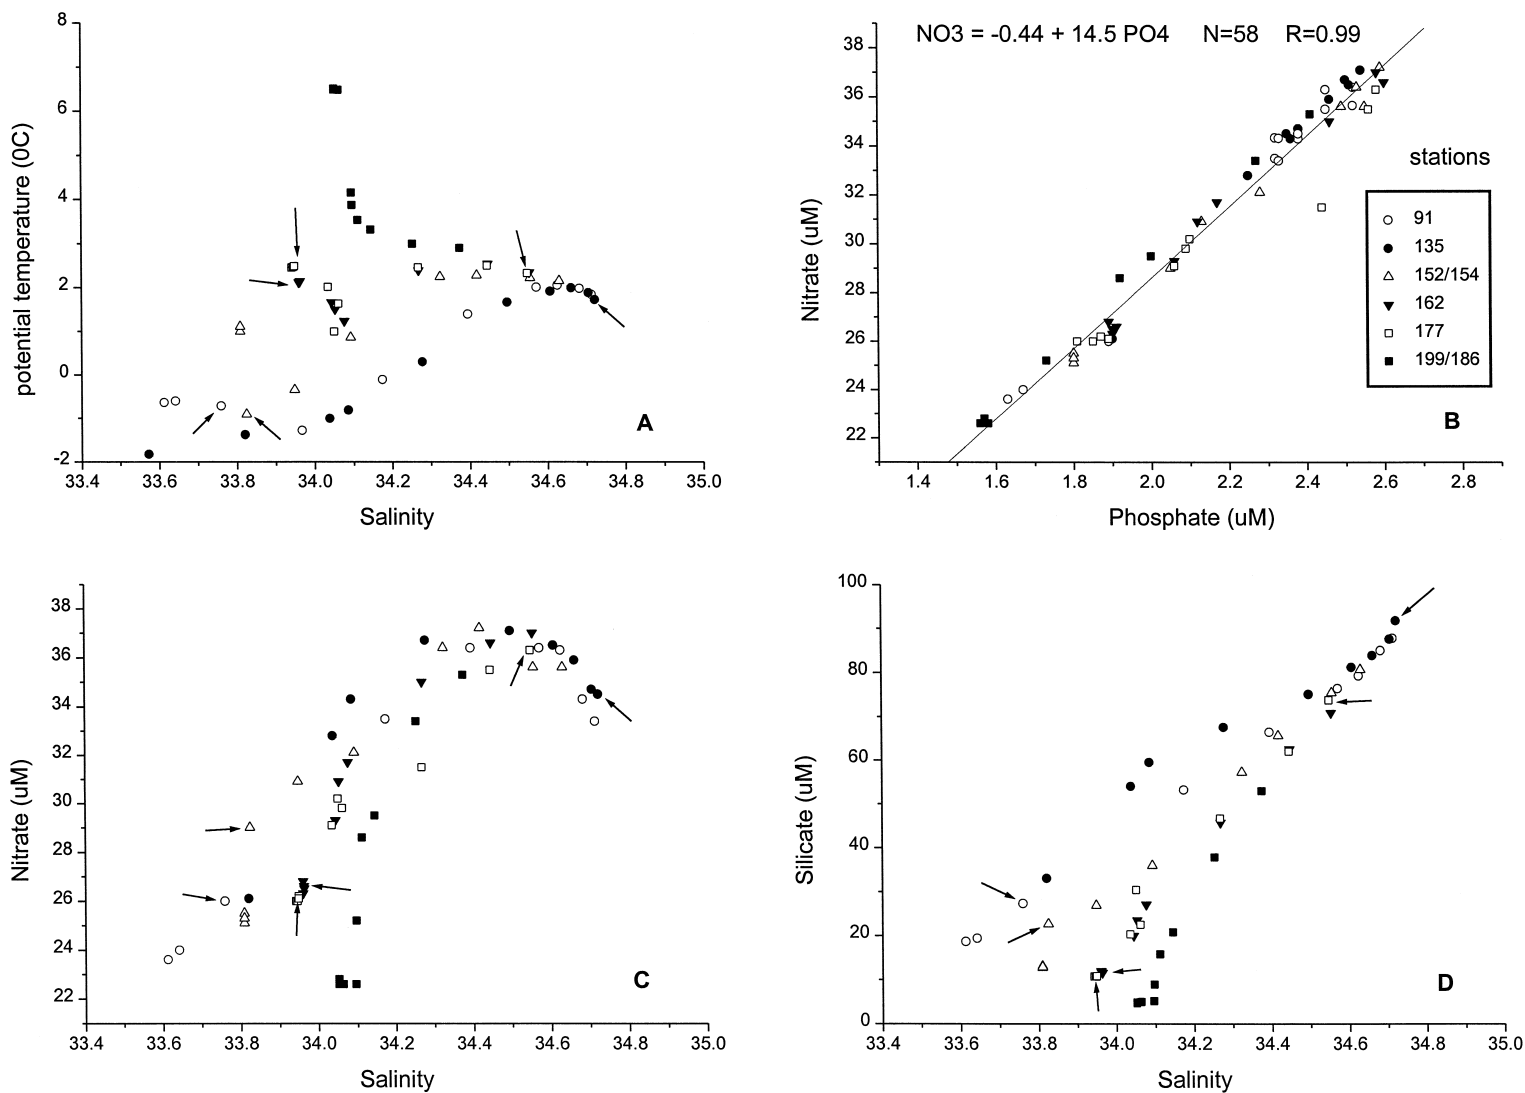 8
6
4
2
0
-2
33.4 33.6 33.8 34.0 34.2 34.4 34.6 34.8 35.0
potential temperature (0C)
Salinity
A
NO3 = -0.44 + 14.5 PO4 N=58 R=0.99
38
36
34
32
30
28
26
24
22
1.4 1.6 1.8 2.0 2.2 2.4 2.6 2.8
Nitrate (uM)
Phosphate (uM)
stations
91
135
152/154
162
177
199/186
B
38
36
34
32
30
28
26
24
22
33.4 33.6 33.8 34.0 34.2 34.4 34.6 34.8 35.0
Nitrate (uM)
Salinity
C
100
80
60
40
20
0
33.4 33.6 33.8 34.0 34.2 34.4 34.6 34.8 35.0
Silicate (uM)
Salinity
D